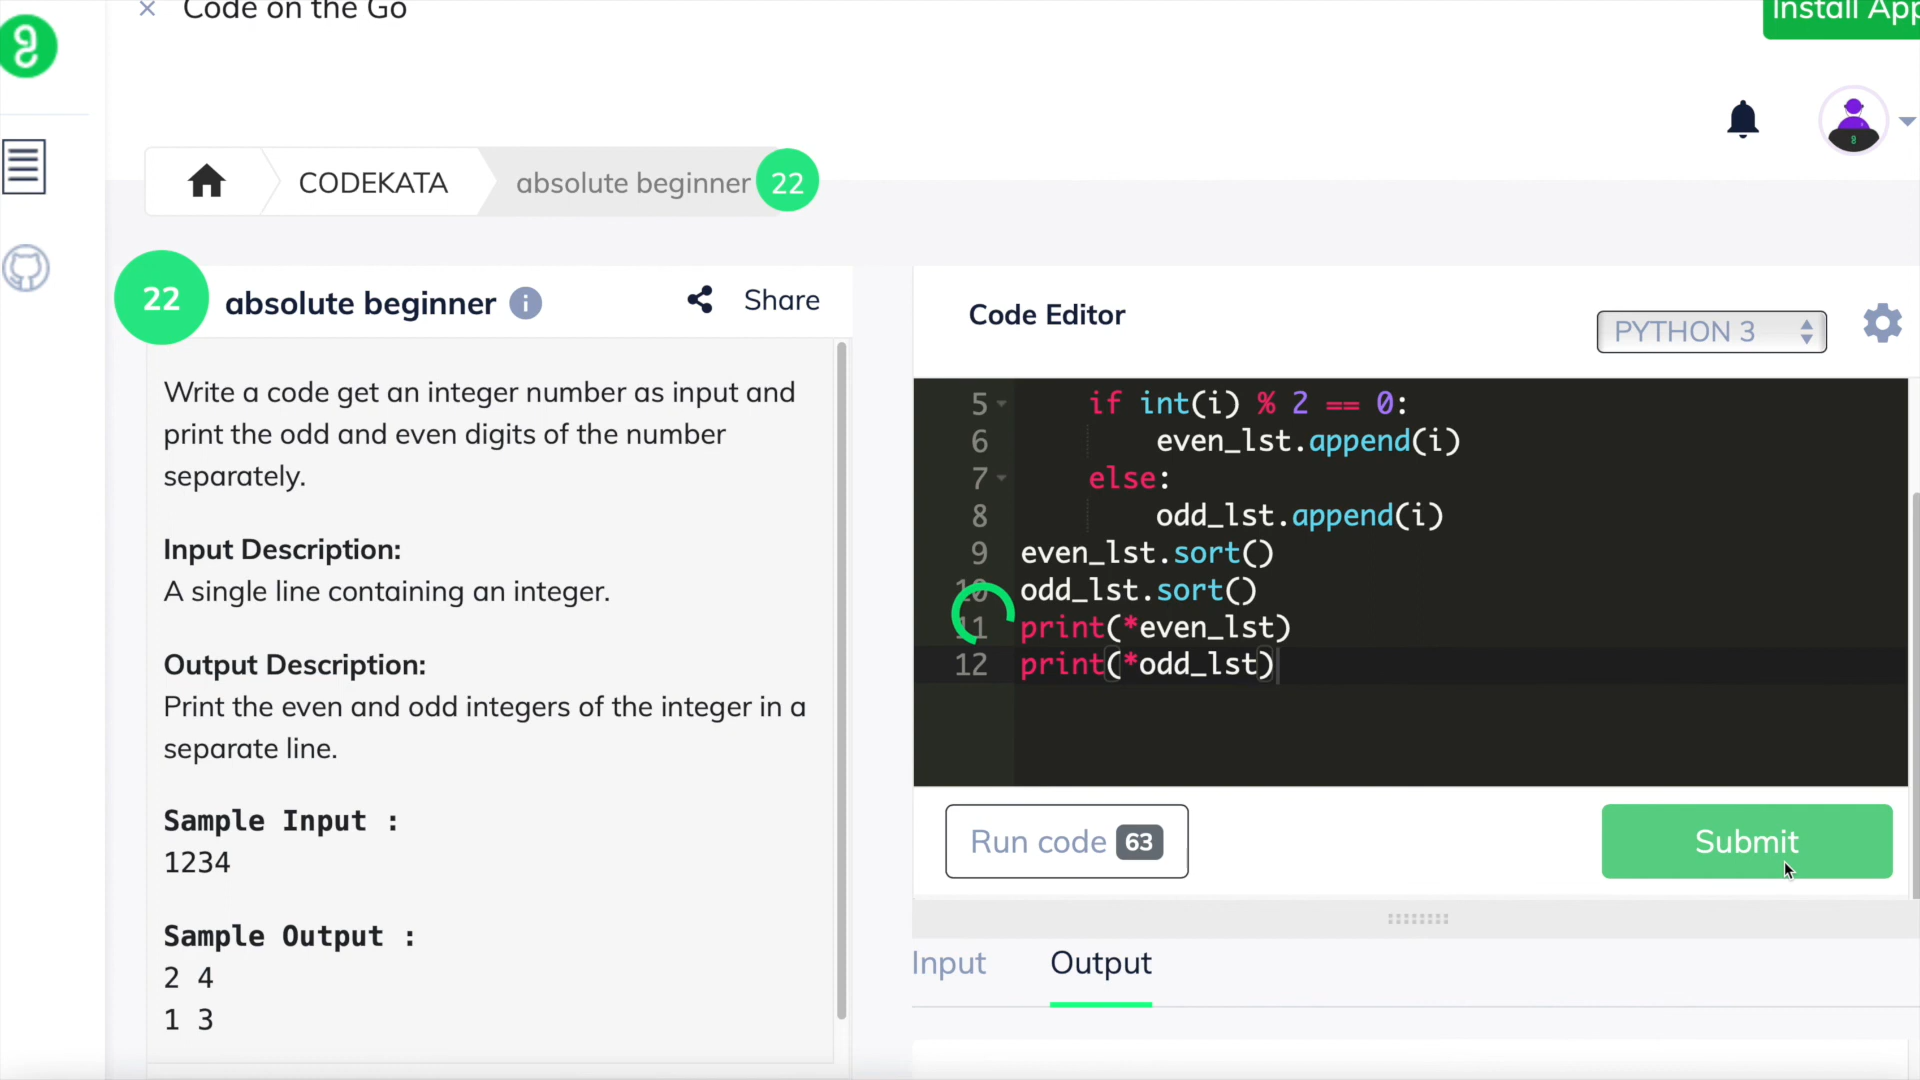 Code on the Go
Install App
CODEKATA
absolute beginner
22
22
absolute beginner
Share
Write a code get an integer number as input and
print the odd and even digits of the number
separately.
Input Description:
A single line containing an integer.
Output Description:
Print the even and odd integers of the integer in a
separate line.
Sample Input :
1234
Sample Output :
2 4
1 3
Code Editor
PYTHON 3
5 if int(i) % 2 == 0:
6 even_lst.append(i)
7 else:
8 odd_lst.append(i)
9 even_lst.sort()
10 odd_lst.sort()
11 print(*even_lst)
12 print(*odd_lst)
Run code 63
Submit
Input
Output